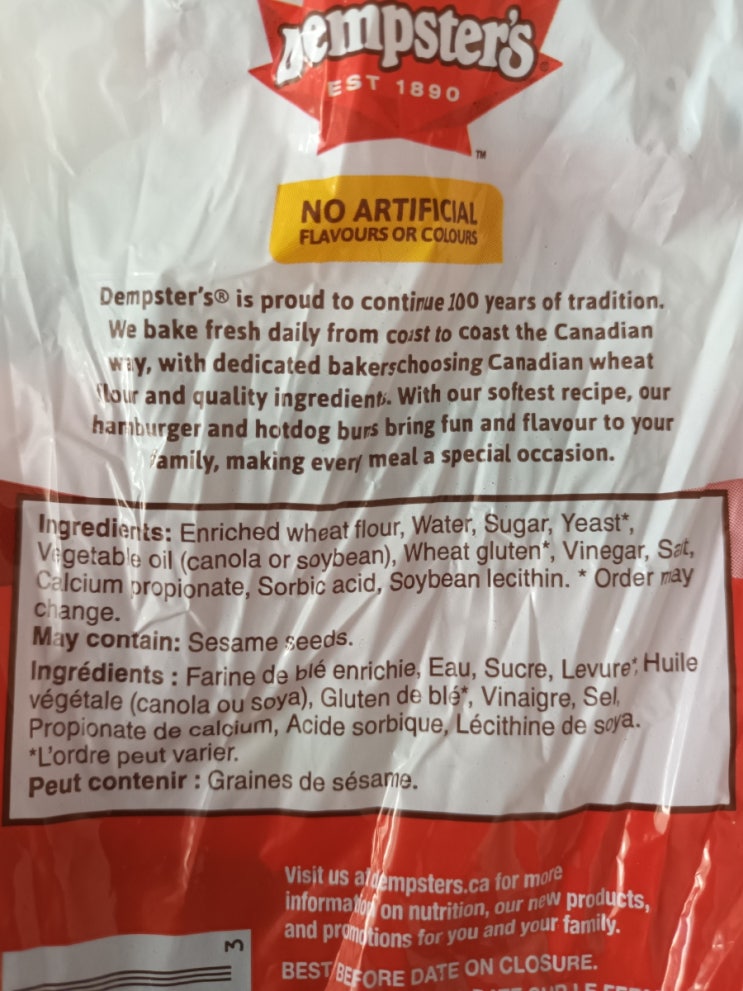 Dempster's®
EST 1890
TM
NO ARTIFICIAL
FLAVOURS OR COLOURS
Dempster's® is proud to continue 100 years of tradition.
We bake fresh daily from coast to coast the Canadian
way, with dedicated bakers choosing Canadian wheat
flour and quality ingredients. With our softest recipe, our
hamburger and hotdog buns bring fun and flavour to your
family, making every meal a special occasion.
Ingredients: Enriched wheat flour, Water, Sugar, Yeast*,
Vegetable oil (canola or soybean), Wheat gluten*, Vinegar, Salt,
Calcium propionate, Sorbic acid, Soybean lecithin. * Order may
change.
May contain: Sesame seeds.
Ingrédients : Farine de blé enrichie, Eau, Sucre, Levure*, Huile
végétale (canola ou soya), Gluten de blé*, Vinaigre, Sel,
Propionate de calcium, Acide sorbique, Lécithine de soya.
*L'ordre peut varier.
Peut contenir : Graines de sésame.
Visit us at dempsters.ca for more
information on nutrition, our new products,
and promotions for you and your family.
BEST BEFORE DATE ON CLOSURE.
3